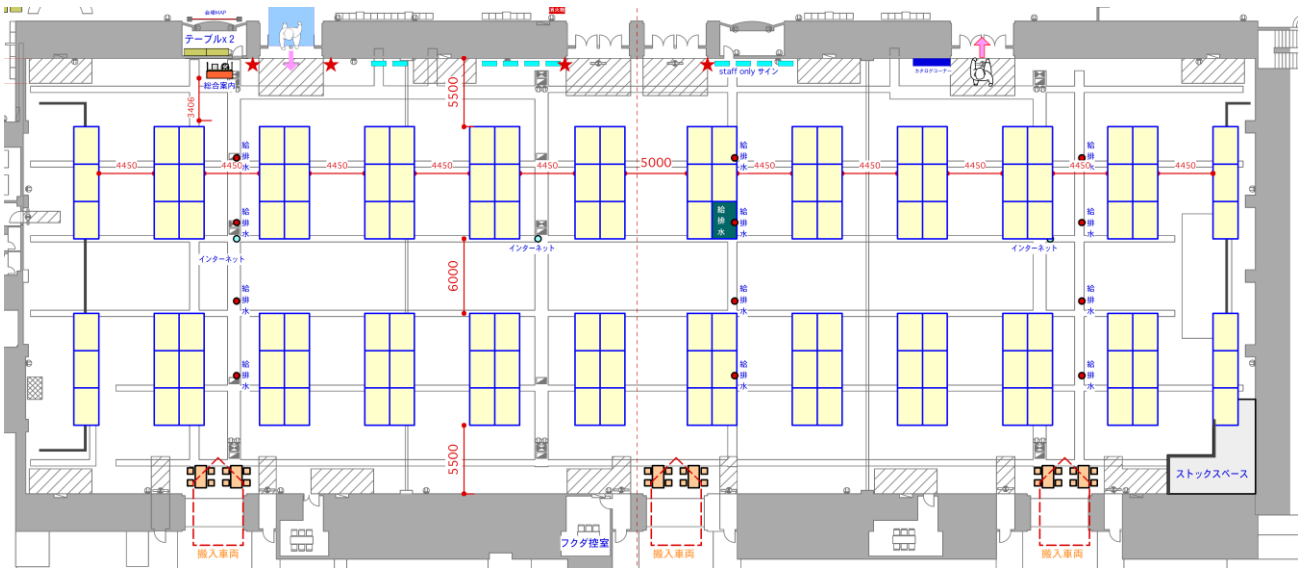 会場MAP
消火栓
テーブルx 2
総合案内
staff only サイン
カタログコーナー
5500
3406
給排水
給排水
4450
4450
4450
4450
4450
5000
4450
4450
4450
4450
4450
給排水
給排水
給排水
インターネット
インターネット
インターネット
6000
給排水
給排水
給排水
給排水
給排水
給排水
5500
ストックスペース
フクダ控室
搬入車両
搬入車両
搬入車両